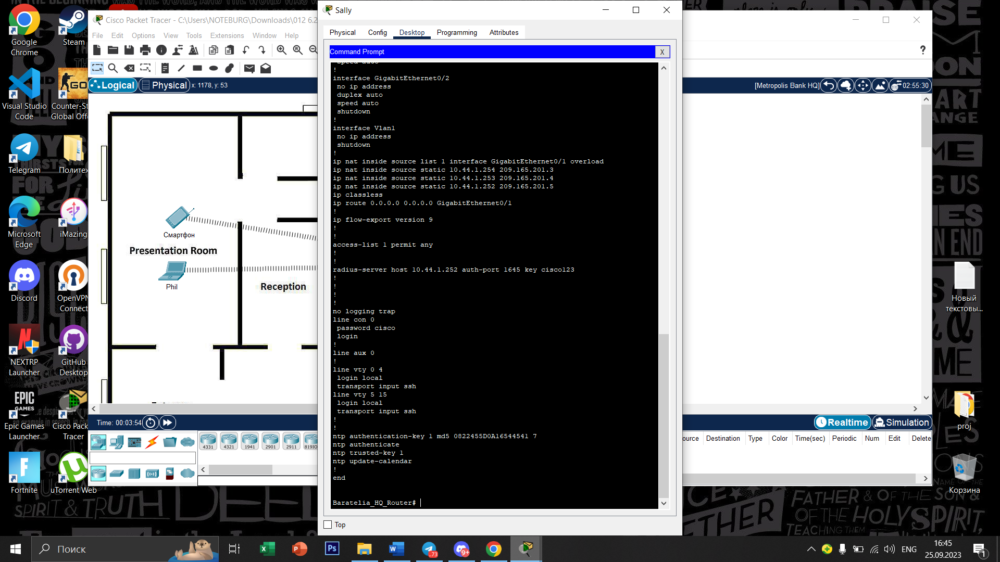 Sally
Physical Config Desktop Programming Attributes
Command Prompt
X
speed auto
!
interface GigabitEthernet0/2
no ip address
duplex auto
speed auto
shutdown
!
interface Vlan1
no ip address
shutdown
!
ip nat inside source list 1 interface GigabitEthernet0/1 overload
ip nat inside source static 10.44.1.254 209.165.201.3
ip nat inside source static 10.44.1.253 209.165.201.4
ip nat inside source static 10.44.1.252 209.165.201.5
ip classless
ip route 0.0.0.0 0.0.0.0 GigabitEthernet0/1
!
ip flow-export version 9
!
!
access-list 1 permit any
!
!
radius-server host 10.44.1.252 auth-port 1645 key cisco123
!
!
!
!
no logging trap
line con 0
password cisco
login
!
line aux 0
!
line vty 0 4
login local
transport input ssh
line vty 5 15
login local
transport input ssh
!
!
ntp authentication-key 1 md5 0822455D0A16544541 7
ntp authenticate
ntp trusted-key 1
ntp update-calendar
!
end
Baratelia_HQ_Router#
Top
Cisco Packet Tracer - C:\Users\NOTEBURG\Downloads\012 6.2
File Edit Options View Tools Extensions Window Help
?
Logical Physical x: 1178, y: 53
[Metropolis Bank HQ] 02:55:30
Смартфон
Presentation Room
Phil
Reception
Time: 00:03:54
Realtime Simulation
4331 4321 1941 2901 2911 819IO
ource Destination Type Color Time(sec) Periodic Num Edit Delete
Google Chrome
Steam
Visual Studio Code
Counter-St
Global Off
Telegram
Политех
Microsoft Edge
iMazing
Discord
OpenVPN Connect
NEXTRP Launcher
GitHub Desktop
EPIC GAMES
Epic Games Launcher
Cisco Pack
Tracer
Fortnite
uTorrent Web
Новый текстовы...
proj
Корзина
Поиск
73
9+
ENG
16:45
25.09.2023
1